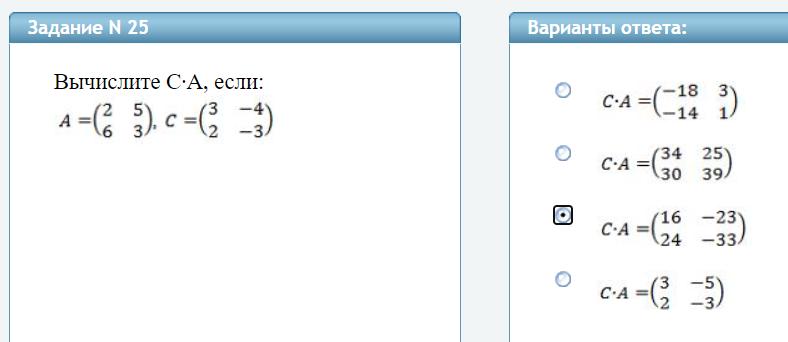 Задание N 25
Вычислите C·A, если:
A = (2 5
6 3), C = (3 -4
2 -3)
Варианты ответа:
C·A = (-18 3
-14 1)
C·A = (34 25
30 39)
C·A = (16 -23
24 -33)
C·A = (3 -5
2 -3)